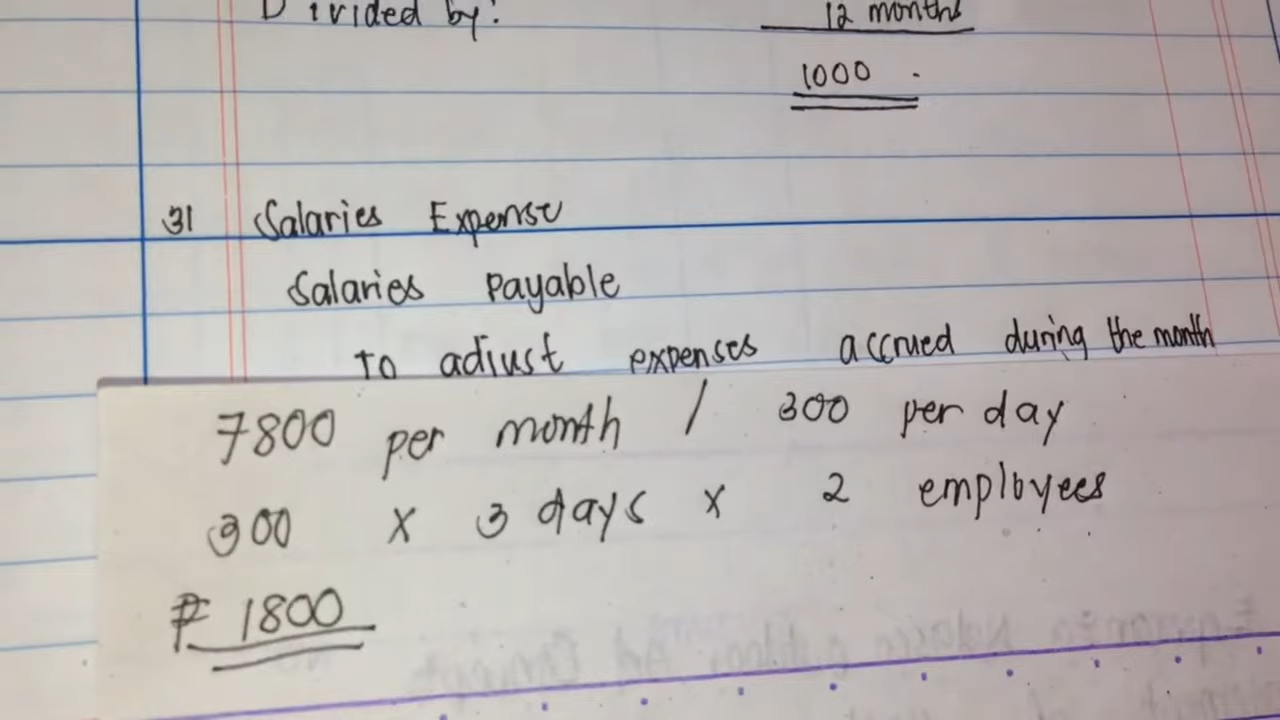 Divided by: 12 months
1000
31 Salaries Expense
Salaries Payable
To adjust expenses accrued during the month
7800 per month / 300 per day
300 x 3 days x 2 employees
₱ 1800